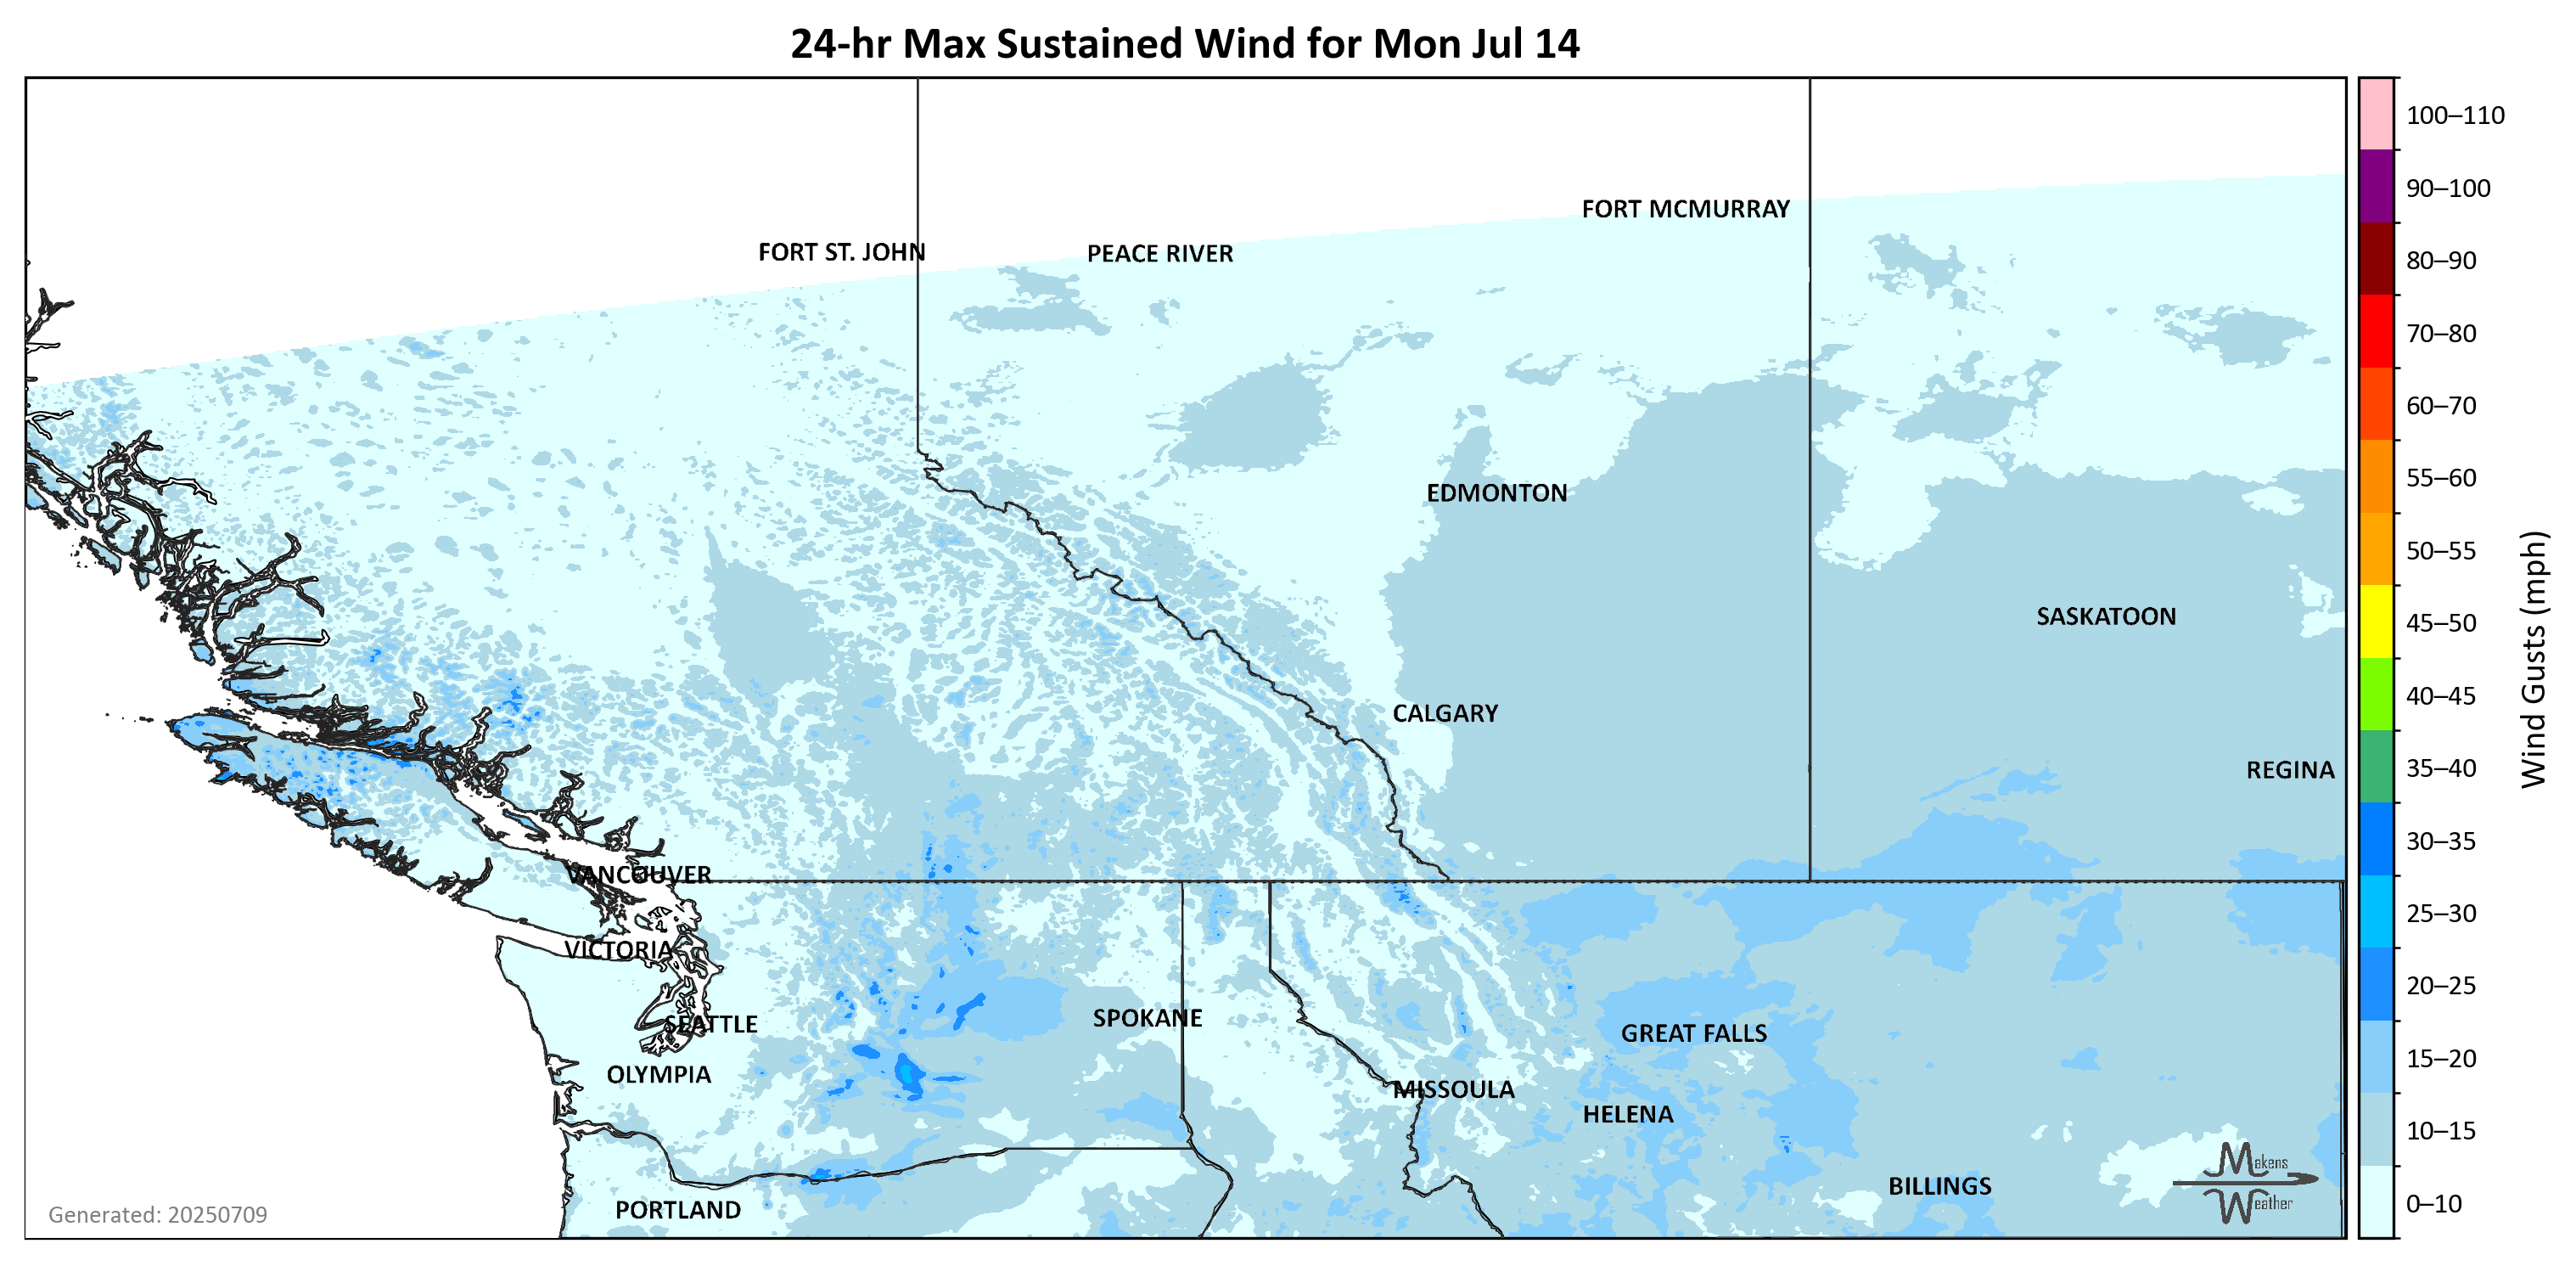 24-hr Max Sustained Wind for Mon Jul 14
100–110
90–100
80–90
70–80
60–70
55–60
50–55
45–50
40–45
35–40
30–35
25–30
20–25
15–20
10–15
0–10
Wind Gusts (mph)
FORT MCMURRAY
FORT ST. JOHN
PEACE RIVER
EDMONTON
SASKATOON
CALGARY
REGINA
VANCOUVER
VICTORIA
SPOKANE
SEATTLE
GREAT FALLS
OLYMPIA
MISSOULA
HELENA
BILLINGS
PORTLAND
Makens
Weather
Generated: 20250709